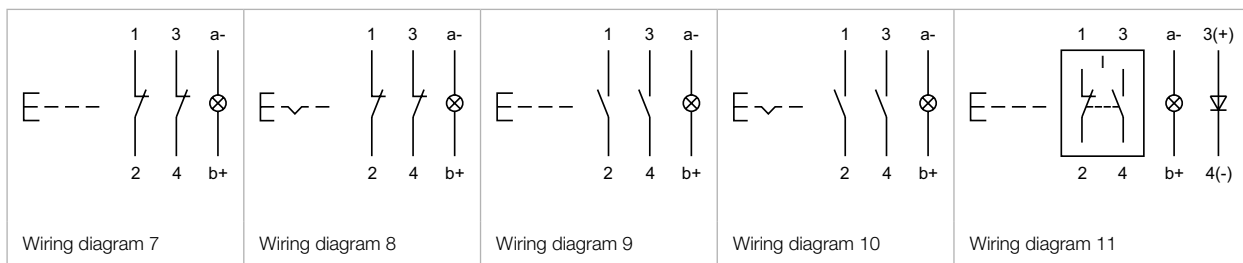 1 3 a- 1 3 a- 1 3 a- 1 3 a- 1 3 a- 3(+)
2 4 b+ 2 4 b+ 2 4 b+ 2 4 b+ 2 4 b+ 4(-)
Wiring diagram 7 Wiring diagram 8 Wiring diagram 9 Wiring diagram 10 Wiring diagram 11